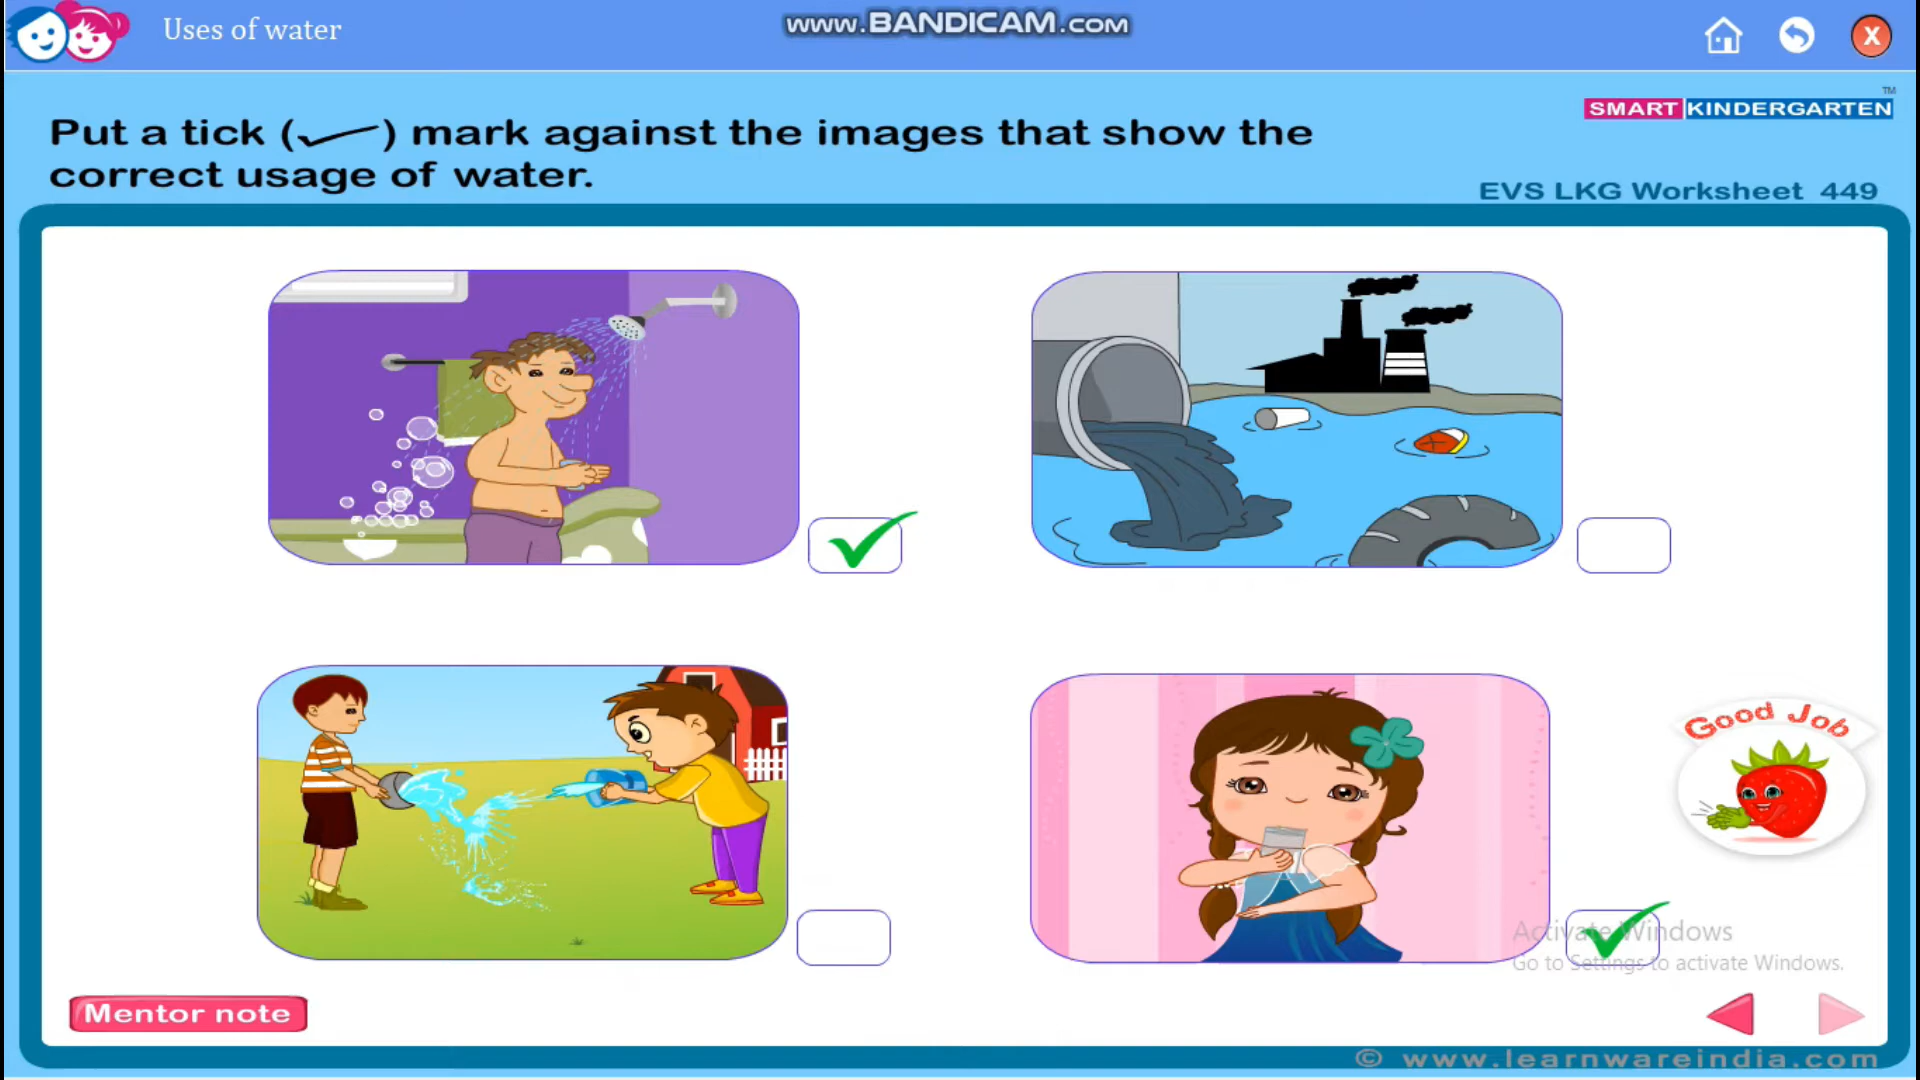 Uses of water
www.BANDICAM.com
X
SMART KINDERGARTEN™
Put a tick (✓) mark against the images that show the
correct usage of water.
EVS LKG Worksheet 449
Good Job
Activate Windows
Go to Settings to activate Windows.
Mentor note
© www.learnwareindia.com